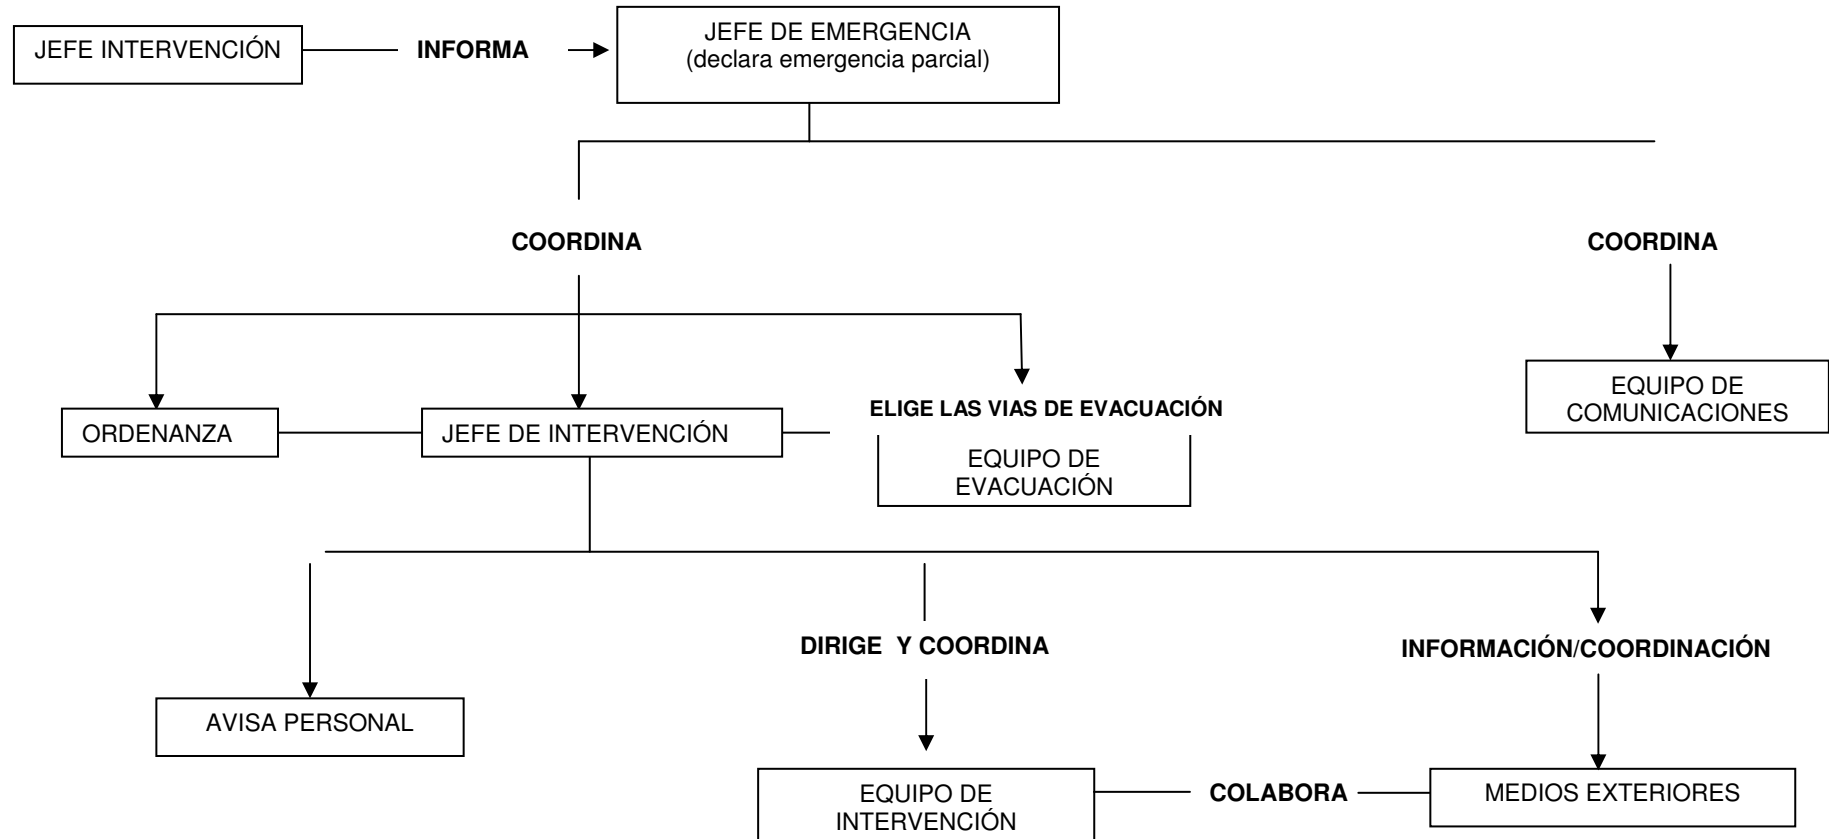 JEFE INTERVENCIÓN
INFORMA
JEFE DE EMERGENCIA
(declara emergencia parcial)
COORDINA
COORDINA
ORDENANZA
JEFE DE INTERVENCIÓN
ELIGE LAS VIAS DE EVACUACIÓN
EQUIPO DE
EVACUACIÓN
EQUIPO DE
COMUNICACIONES
AVISA PERSONAL
DIRIGE Y COORDINA
INFORMACIÓN/COORDINACIÓN
EQUIPO DE
INTERVENCIÓN
COLABORA
MEDIOS EXTERIORES